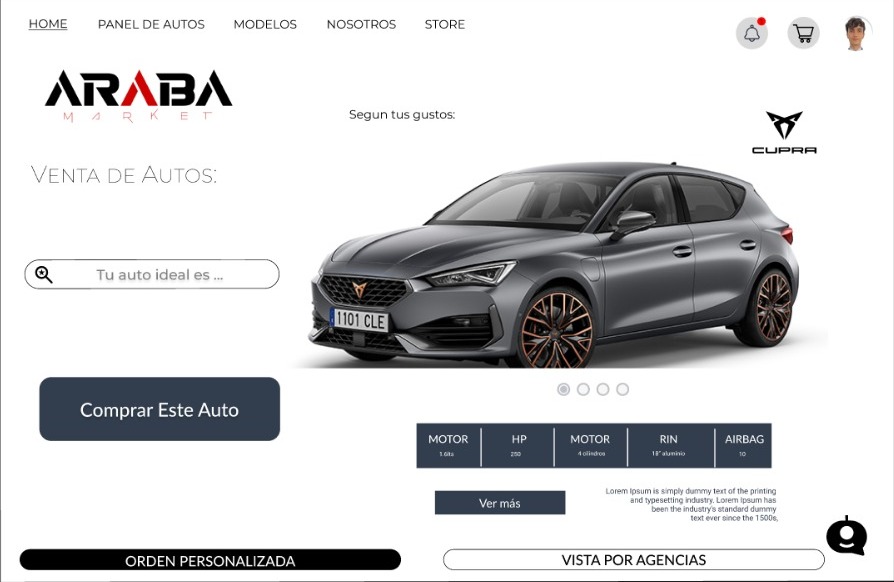 HOME PANEL DE AUTOS MODELOS NOSOTROS STORE
ARABA
MARKET
Segun tus gustos:
CUPRA
VENTA DE AUTOS:
Tu auto ideal es ...
1101 CLE
Comprar Este Auto
MOTOR HP MOTOR RIN AIRBAG
1.6lts 250 4 cilindros 18" aluminio 10
Ver más
Lorem Ipsum is simply dummy text of the printing
and typesetting industry. Lorem Ipsum has
been the industry's standard dummy
text ever since the 1500s,
ORDEN PERSONALIZADA
VISTA POR AGENCIAS